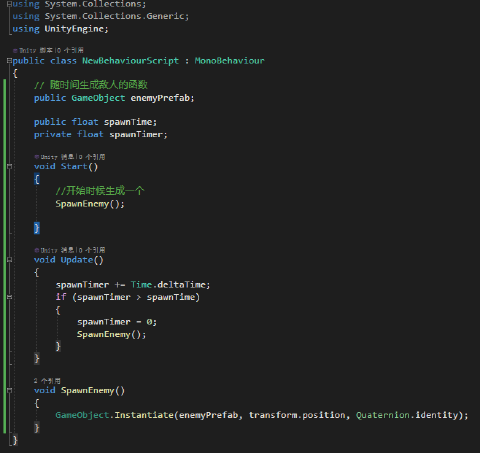 using System.Collections;
using System.Collections.Generic;
using UnityEngine;
Unity 脚本|0 个引用
public class NewBehaviourScript : MonoBehaviour
{
// 随时间生成敌人的函数
public GameObject enemyPrefab;
public float spawnTime;
private float spawnTimer;
Unity 消息|0 个引用
void Start()
{
//开始时候生成一个
SpawnEnemy();
}
Unity 消息|0 个引用
void Update()
{
spawnTimer += Time.deltaTime;
if (spawnTimer > spawnTime)
{
spawnTimer = 0;
SpawnEnemy();
}
}
2 个引用
void SpawnEnemy()
{
GameObject.Instantiate(enemyPrefab, transform.position, Quaternion.identity);
}
}